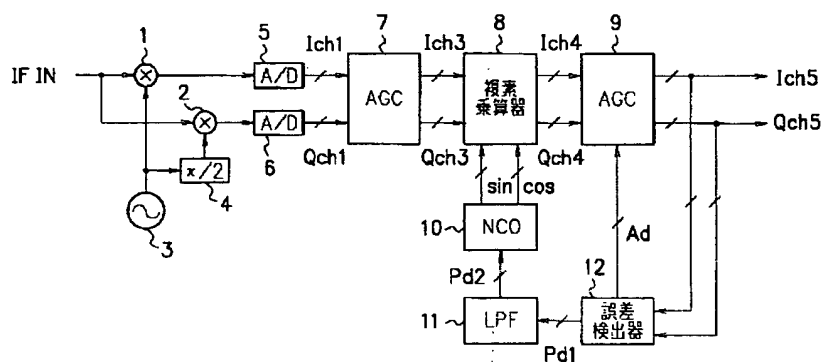 1
5
Ich1
7
Ich3
8
Ich4
9
IF IN
A/D
AGC
複素
乗算器
AGC
Ich5
2
A/D
Qch5
6
Qch1
Qch3
Qch4
π/2
4
sin
cos
3
10
NCO
Ad
Pd2
12
11
LPF
誤差
検出器
Pd1